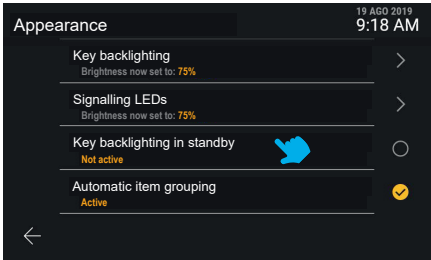 Appearance
19 AGO 2019
9:18 AM
Key backlighting
Brightness now set to: 75%
Signalling LEDs
Brightness now set to: 75%
Key backlighting in standby
Not active
Automatic item grouping
Active